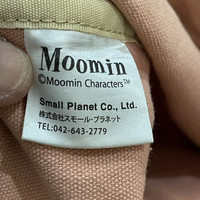 Moomin
©Moomin Characters™
Small Planet Co., Ltd.
株式会社スモール・プラネット
TEL:042-643-2779